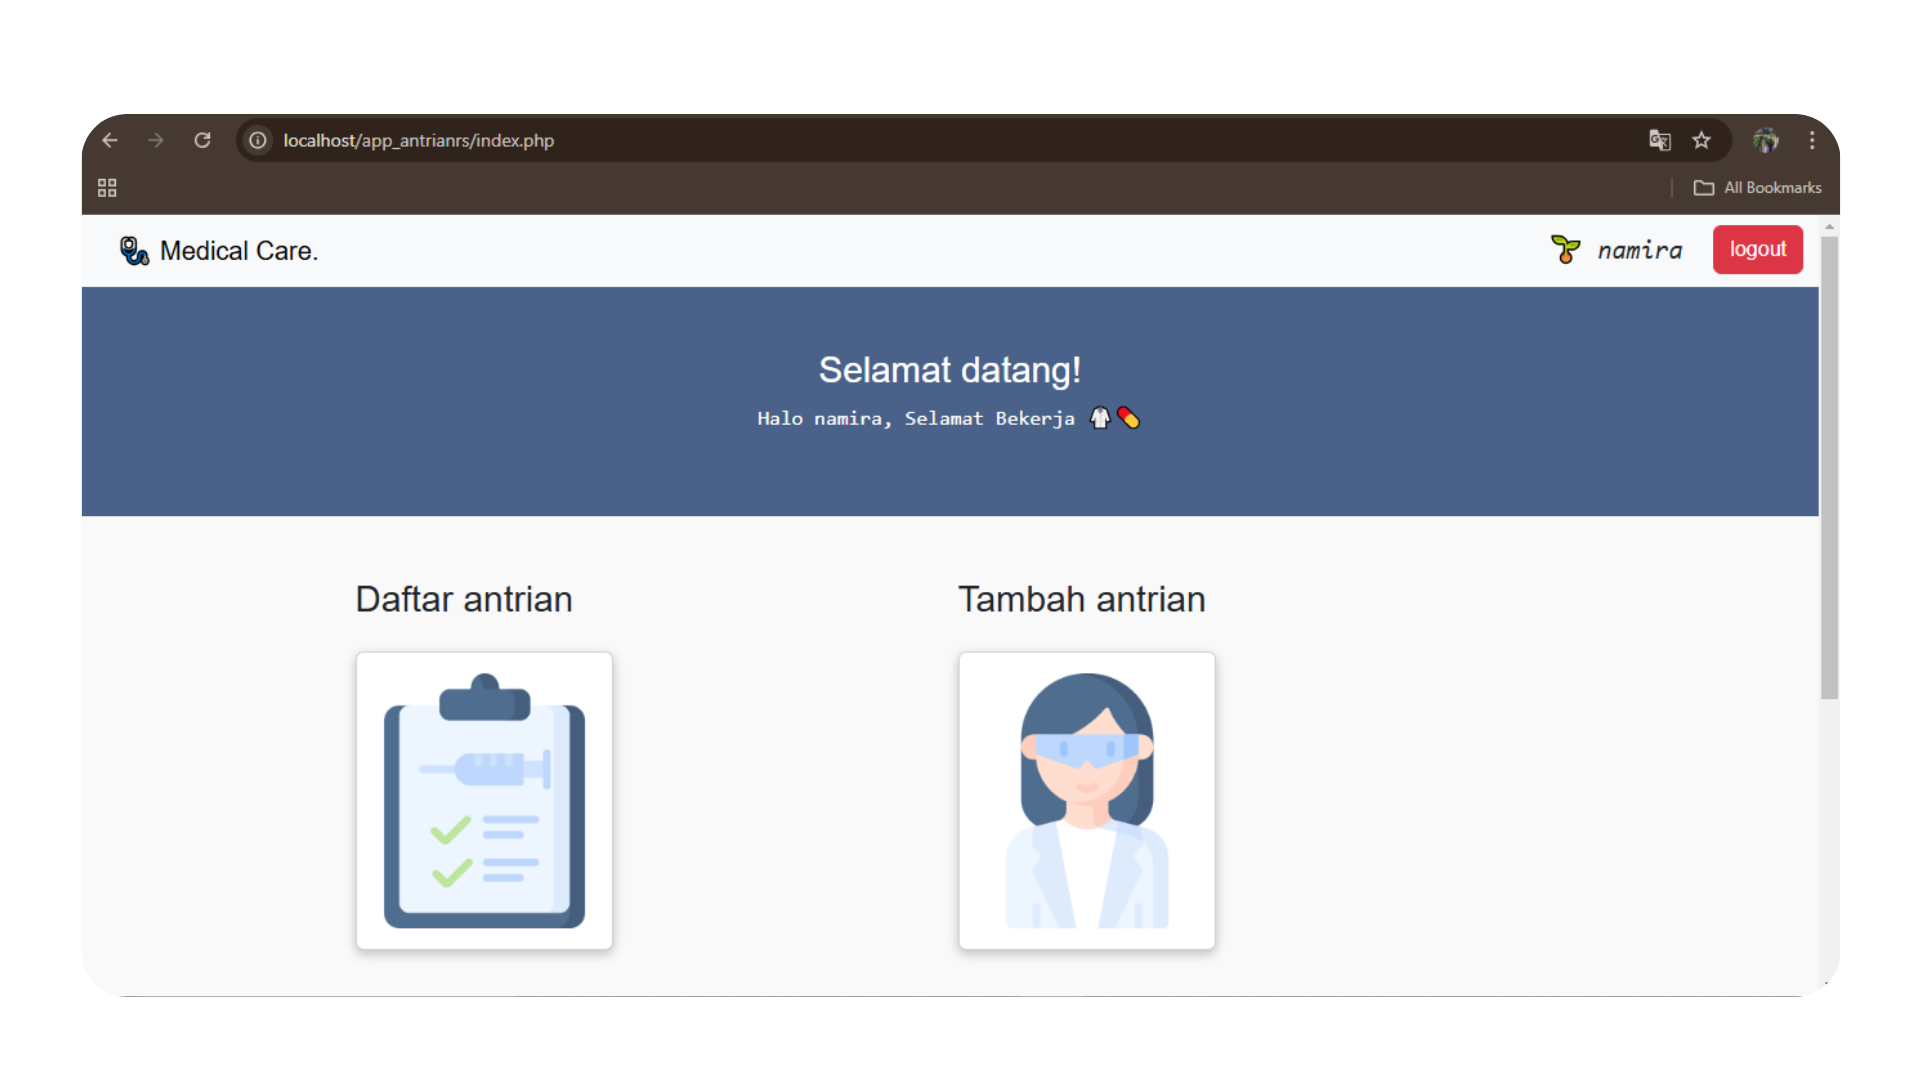 localhost/app_antrianrs/index.php
All Bookmarks
Medical Care.
namira
logout
Selamat datang!
Halo namira, Selamat Bekerja
Daftar antrian
Tambah antrian